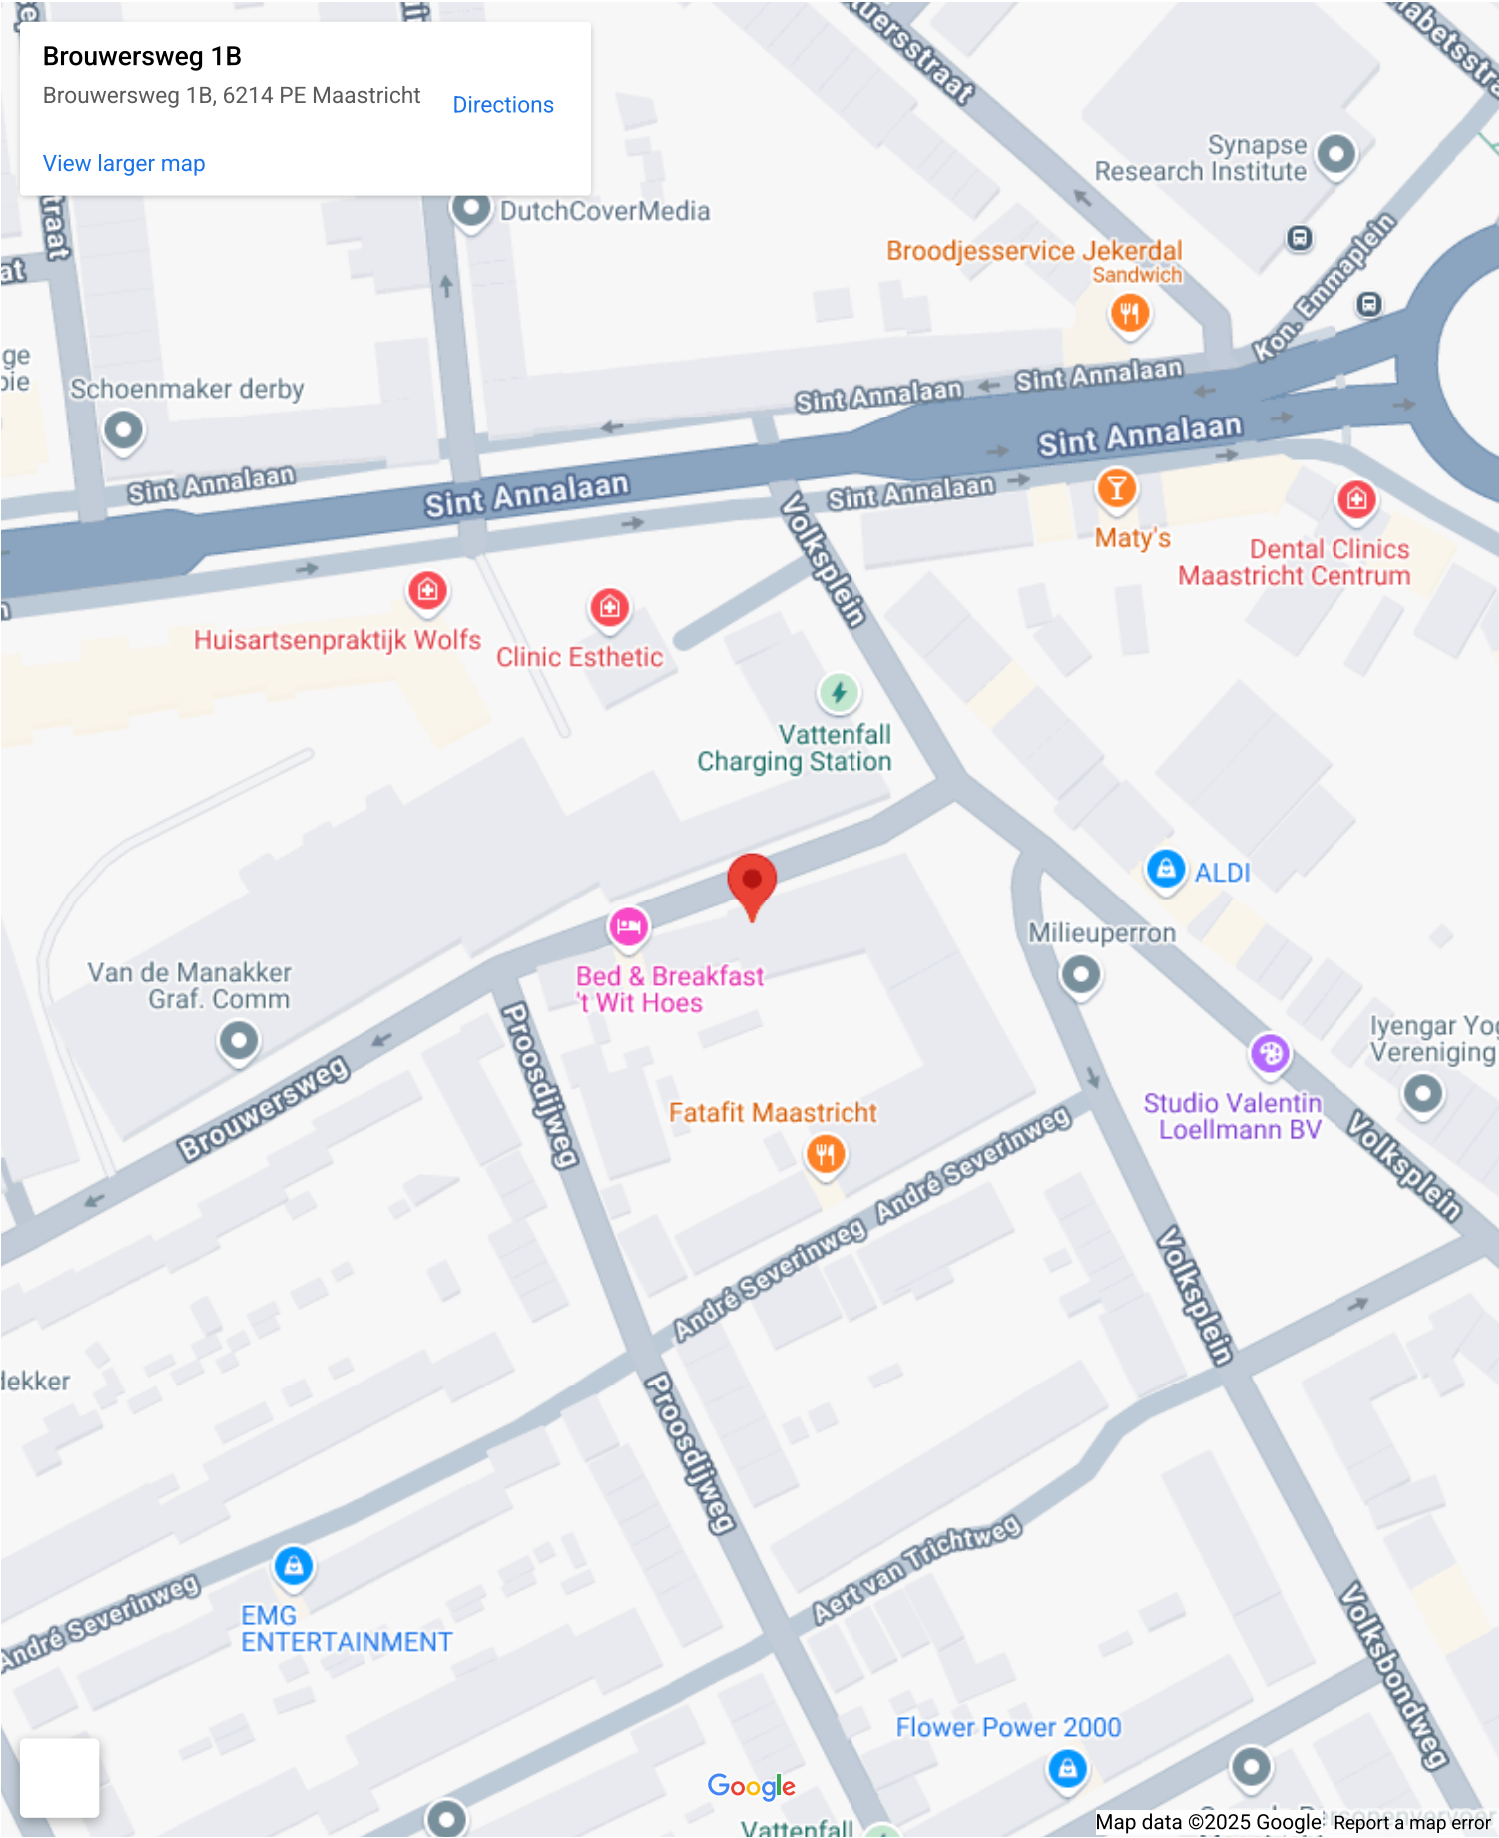 Brouwersweg 1B
Brouwersweg 1B, 6214 PE Maastricht
Directions
View larger map
DutchCoverMedia
Synapse
Research Institute
Broodjesservice Jekerdal
Sandwich
Kon. Emmaplein
Schoenmaker derby
Sint Annalaan
Sint Annalaan
Sint Annalaan
Sint Annalaan
Sint Annalaan
Sint Annalaan
Volksplein
Maty's
Dental Clinics
Maastricht Centrum
Huisartsenpraktijk Wolfs
Clinic Esthetic
Vattenfall
Charging Station
ALDI
Milieuperron
Bed & Breakfast
't Wit Hoes
Van de Manakker
Graf. Comm
Brouwersweg
Proosdijweg
Iyengar
Vereniging
Studio Valentin
Loellmann BV
Volksplein
Fatafit Maastricht
André Severinweg
André Severinweg
Volksplein
Proosdijweg
Aert van Trichtweg
EMG
ENTERTAINMENT
André Severinweg
Volksbondweg
Flower Power 2000
Google
Vattenfall
Map data ©2025 Google
Report a map error